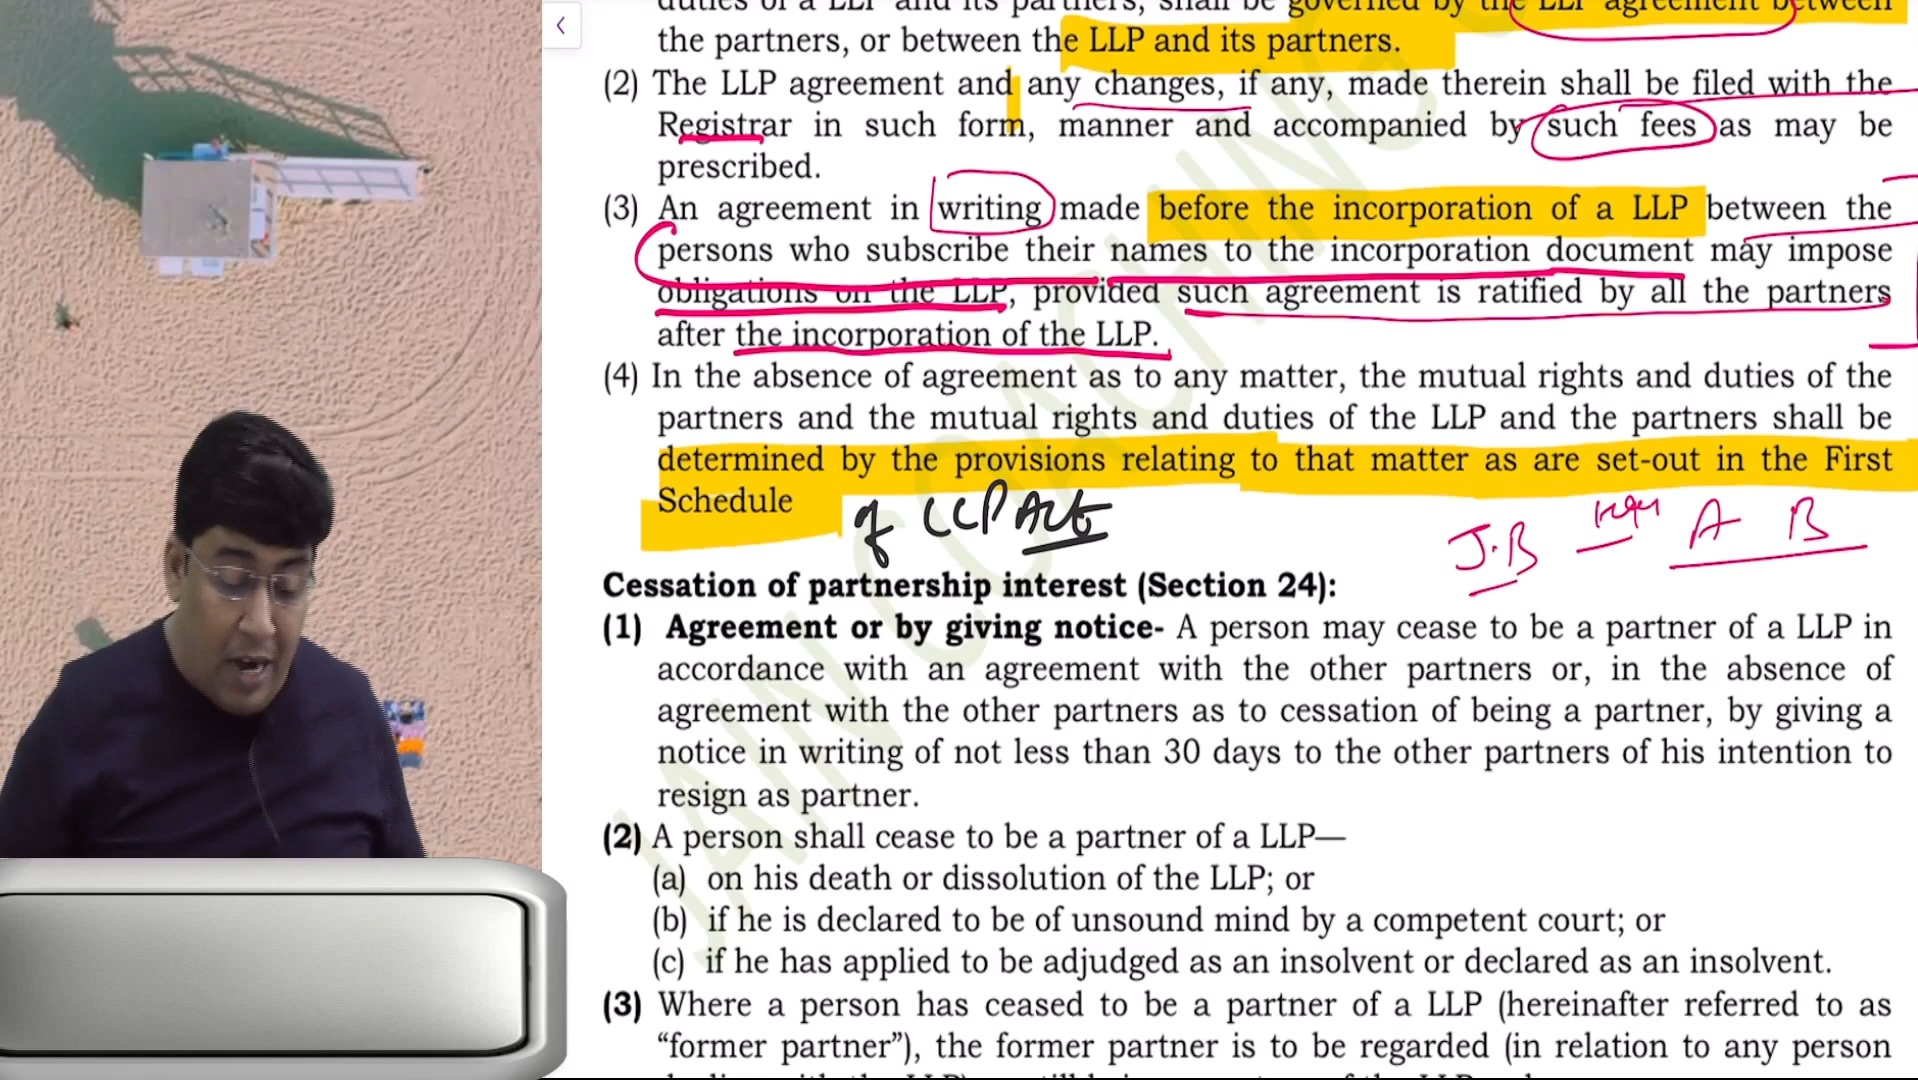 duties of a LLP and its partners, shall be governed by the LLP agreement between
the partners, or between the LLP and its partners.
(2) The LLP agreement and any changes, if any, made therein shall be filed with the
Registrar in such form, manner and accompanied by such fees as may be
prescribed.
(3) An agreement in writing made before the incorporation of a LLP between the
persons who subscribe their names to the incorporation document may impose
obligations on the LLP, provided such agreement is ratified by all the partners
after the incorporation of the LLP.
(4) In the absence of agreement as to any matter, the mutual rights and duties of the
partners and the mutual rights and duties of the LLP and the partners shall be
determined by the provisions relating to that matter as are set-out in the First
Schedule
of LLP Act
J.B
A B
Cessation of partnership interest (Section 24):
(1) Agreement or by giving notice- A person may cease to be a partner of a LLP in
accordance with an agreement with the other partners or, in the absence of
agreement with the other partners as to cessation of being a partner, by giving a
notice in writing of not less than 30 days to the other partners of his intention to
resign as partner.
(2) A person shall cease to be a partner of a LLP—
(a) on his death or dissolution of the LLP; or
(b) if he is declared to be of unsound mind by a competent court; or
(c) if he has applied to be adjudged as an insolvent or declared as an insolvent.
(3) Where a person has ceased to be a partner of a LLP (hereinafter referred to as
“former partner”), the former partner is to be regarded (in relation to any person
JAIN COACHING